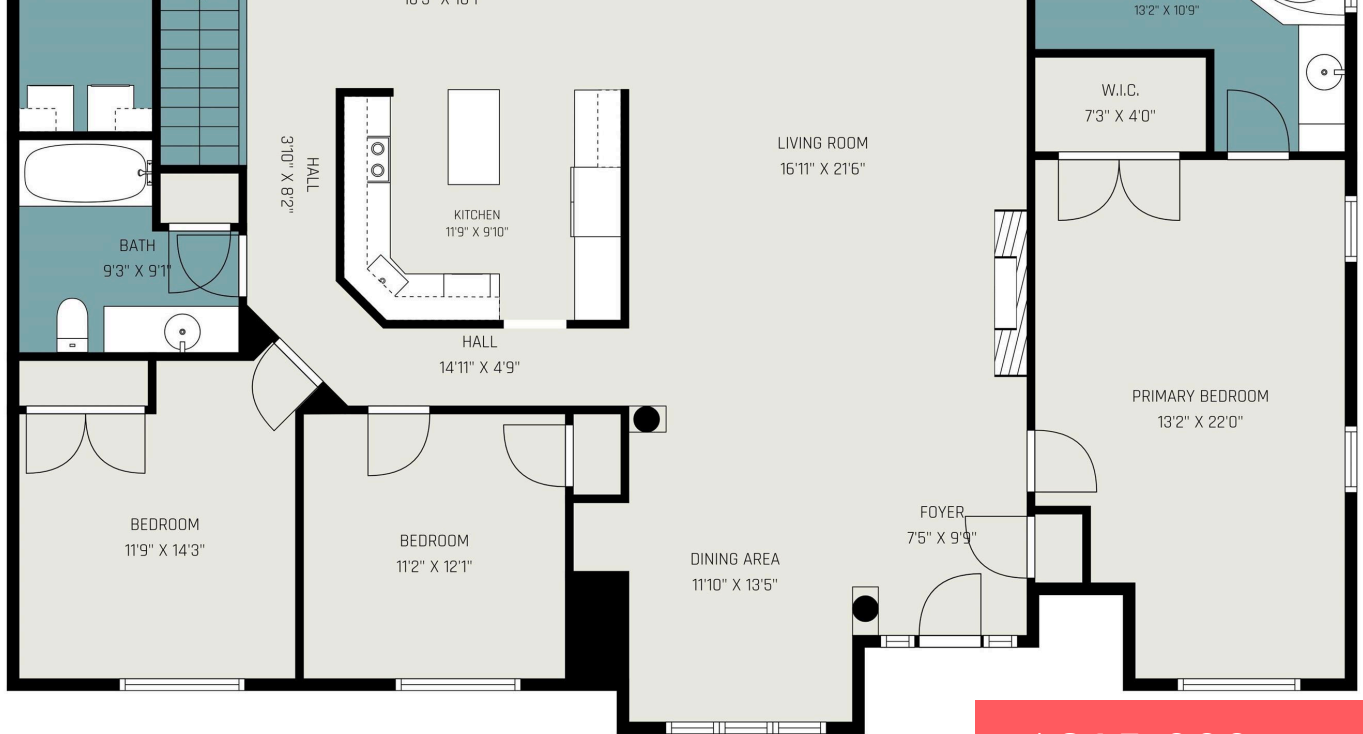 13'2" X 10'9"
W.I.C.
7'3" X 4'0"
LIVING ROOM
16'11" X 21'6"
HALL
3'10" X 8'2"
KITCHEN
11'9" X 9'10"
BATH
9'3" X 9'1"
HALL
14'11" X 4'9"
PRIMARY BEDROOM
13'2" X 22'0"
BEDROOM
11'9" X 14'3"
BEDROOM
11'2" X 12'1"
FOYER
7'5" X 9'9"
DINING AREA
11'10" X 13'5"